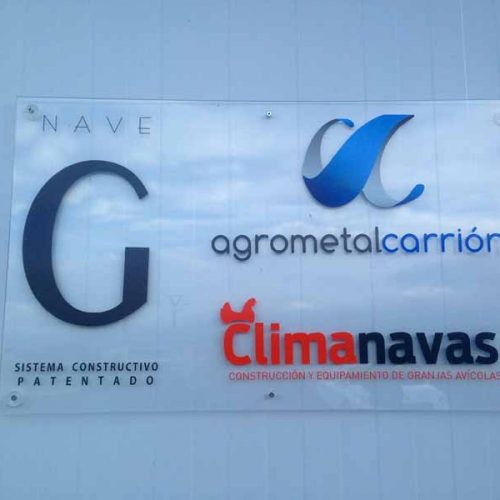 NAVE
G
SISTEMA CONSTRUCTIVO
PATENTADO
agrometalcarrión
Climanavas
CONSTRUCCIÓN Y EQUIPAMIENTO DE GRANJAS AVÍCOLAS